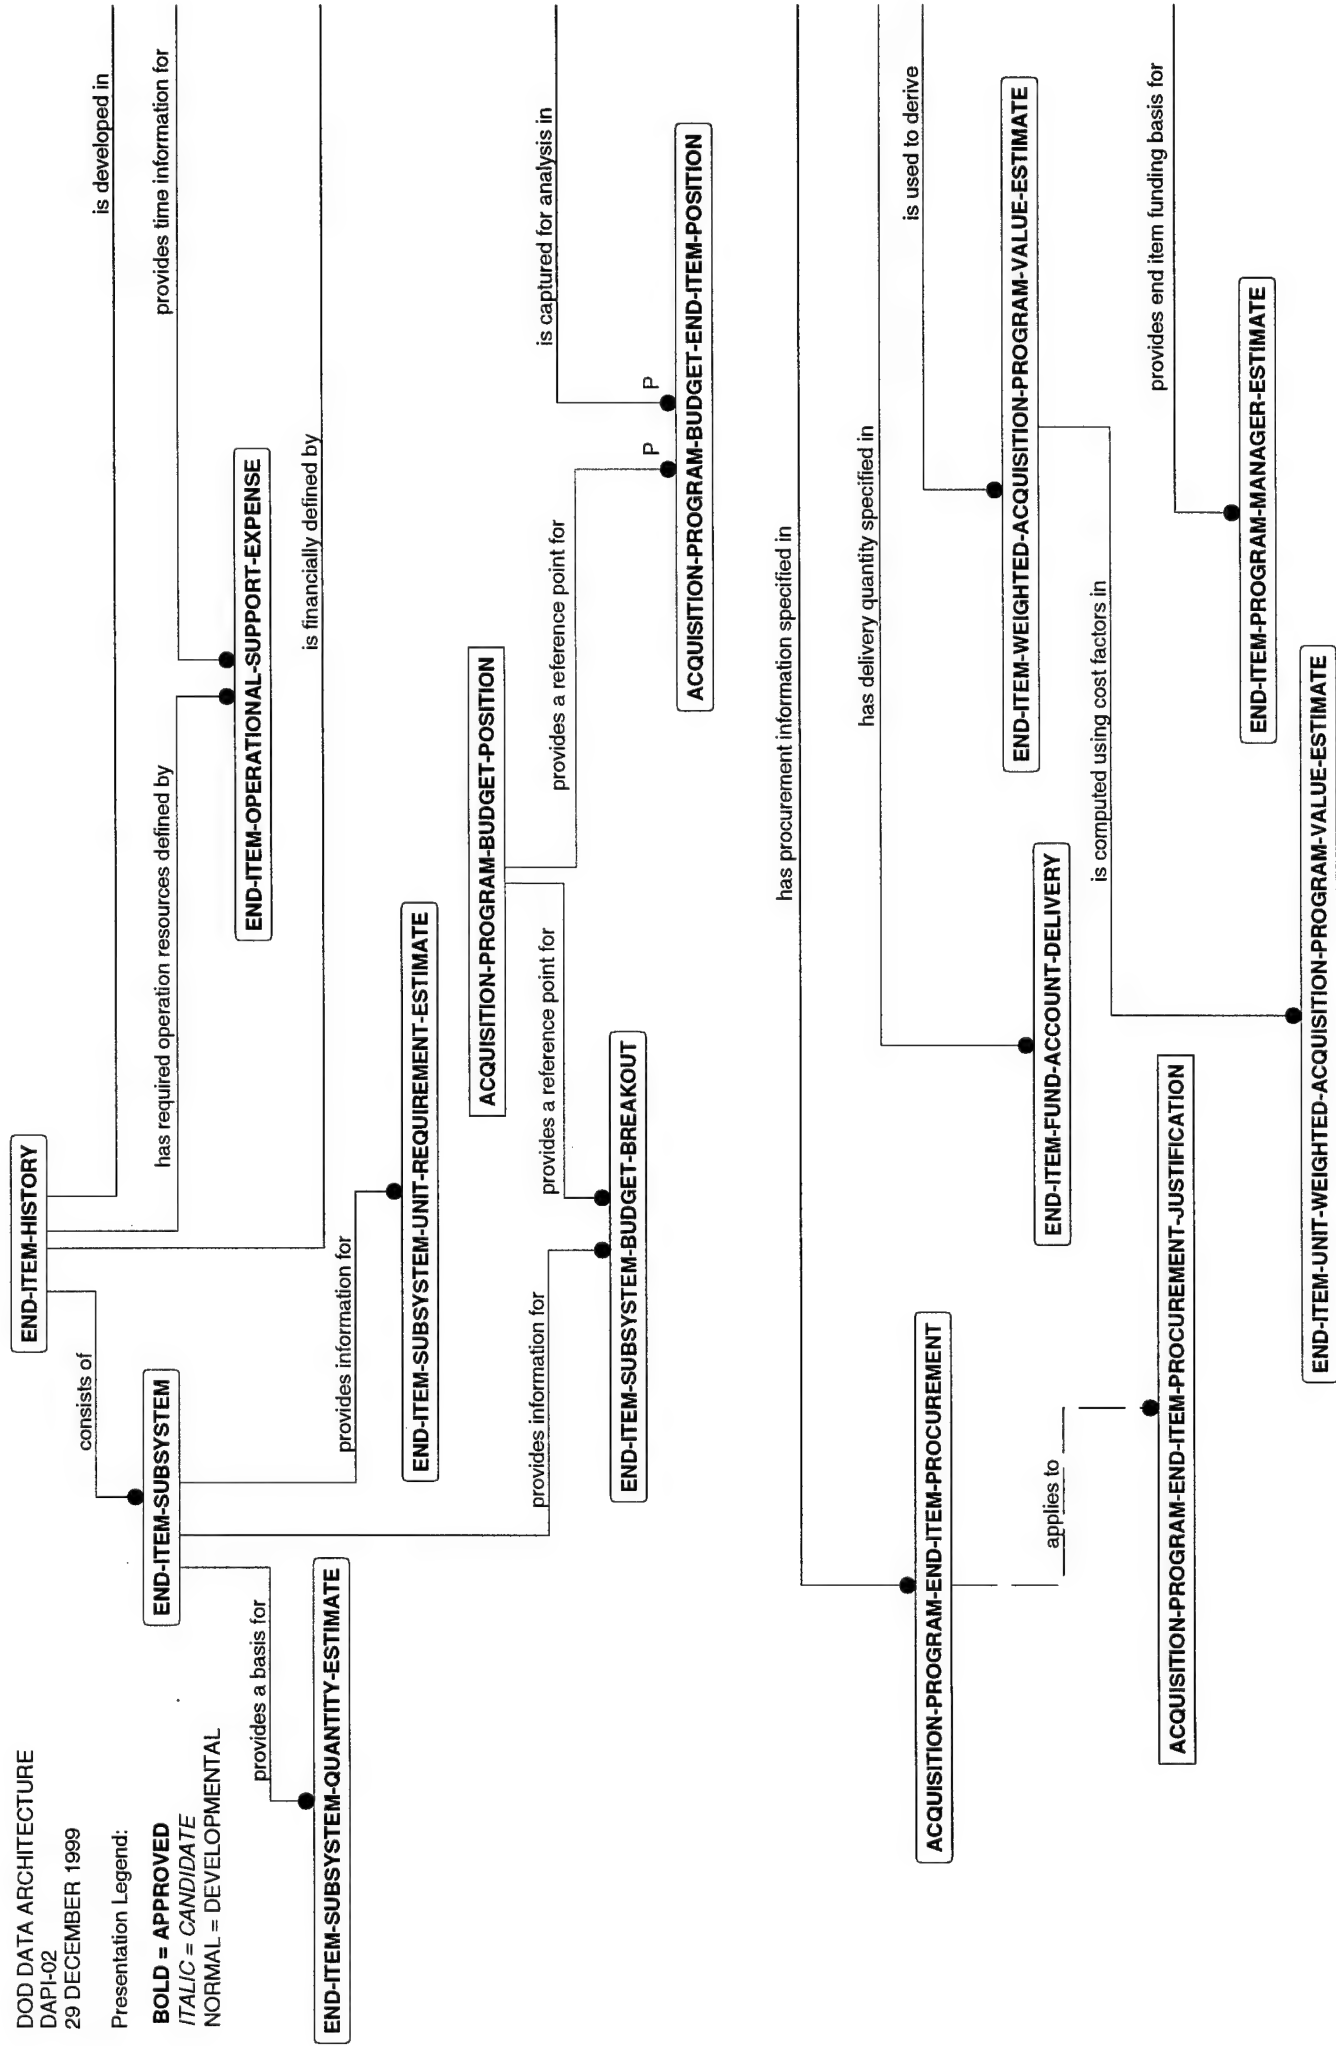 DOD DATA ARCHITECTURE
DAPI-02
29 DECEMBER 1999
Presentation Legend:
BOLD = APPROVED
ITALIC = CANDIDATE
NORMAL = DEVELOPMENTAL
END-ITEM-HISTORY
is developed in
consists of
provides time information for
has required operation resources defined by
END-ITEM-SUBSYSTEM
END-ITEM-OPERATIONAL-SUPPORT-EXPENSE
provides a basis for
is financially defined by
END-ITEM-SUBSYSTEM-QUANTITY-ESTIMATE
provides information for
END-ITEM-SUBSYSTEM-UNIT-REQUIREMENT-ESTIMATE
ACQUISITION-PROGRAM-BUDGET-POSITION
provides information for
provides a reference point for
provides a reference point for
is captured for analysis in
P
P
END-ITEM-SUBSYSTEM-BUDGET-BREAKOUT
ACQUISITION-PROGRAM-BUDGET-END-ITEM-POSITION
has procurement information specified in
has delivery quantity specified in
is used to derive
ACQUISITION-PROGRAM-END-ITEM-PROCUREMENT
END-ITEM-FUND-ACCOUNT-DELIVERY
END-ITEM-WEIGHTED-ACQUISITION-PROGRAM-VALUE-ESTIMATE
applies to
is computed using cost factors in
provides end item funding basis for
ACQUISITION-PROGRAM-END-ITEM-PROCUREMENT-JUSTIFICATION
END-ITEM-PROGRAM-MANAGER-ESTIMATE
END-ITEM-UNIT-WEIGHTED-ACQUISITION-PROGRAM-VALUE-ESTIMATE